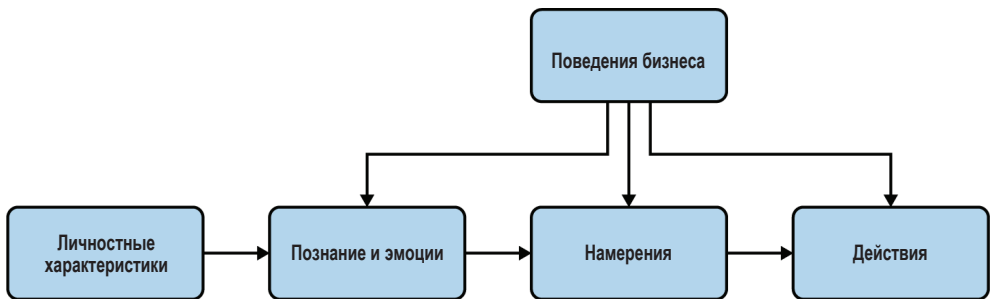 Поведения бизнеса
Личностные
характеристики
Познание и эмоции
Намерения
Действия